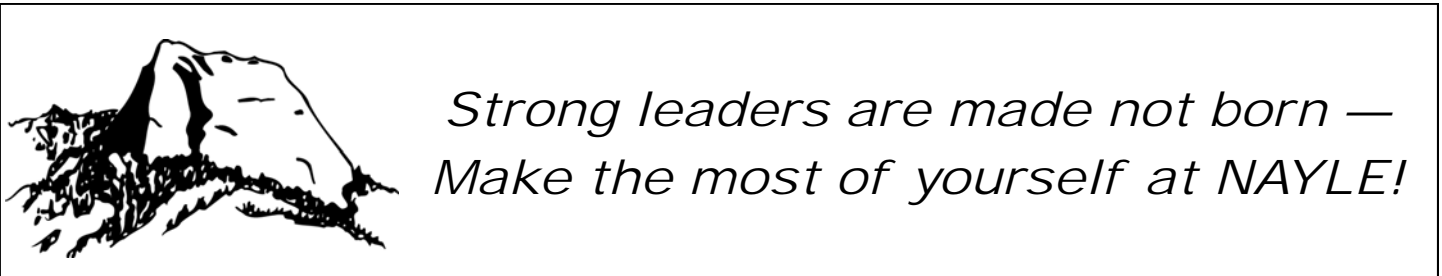 Strong leaders are made not born —
Make the most of yourself at NAYLE!